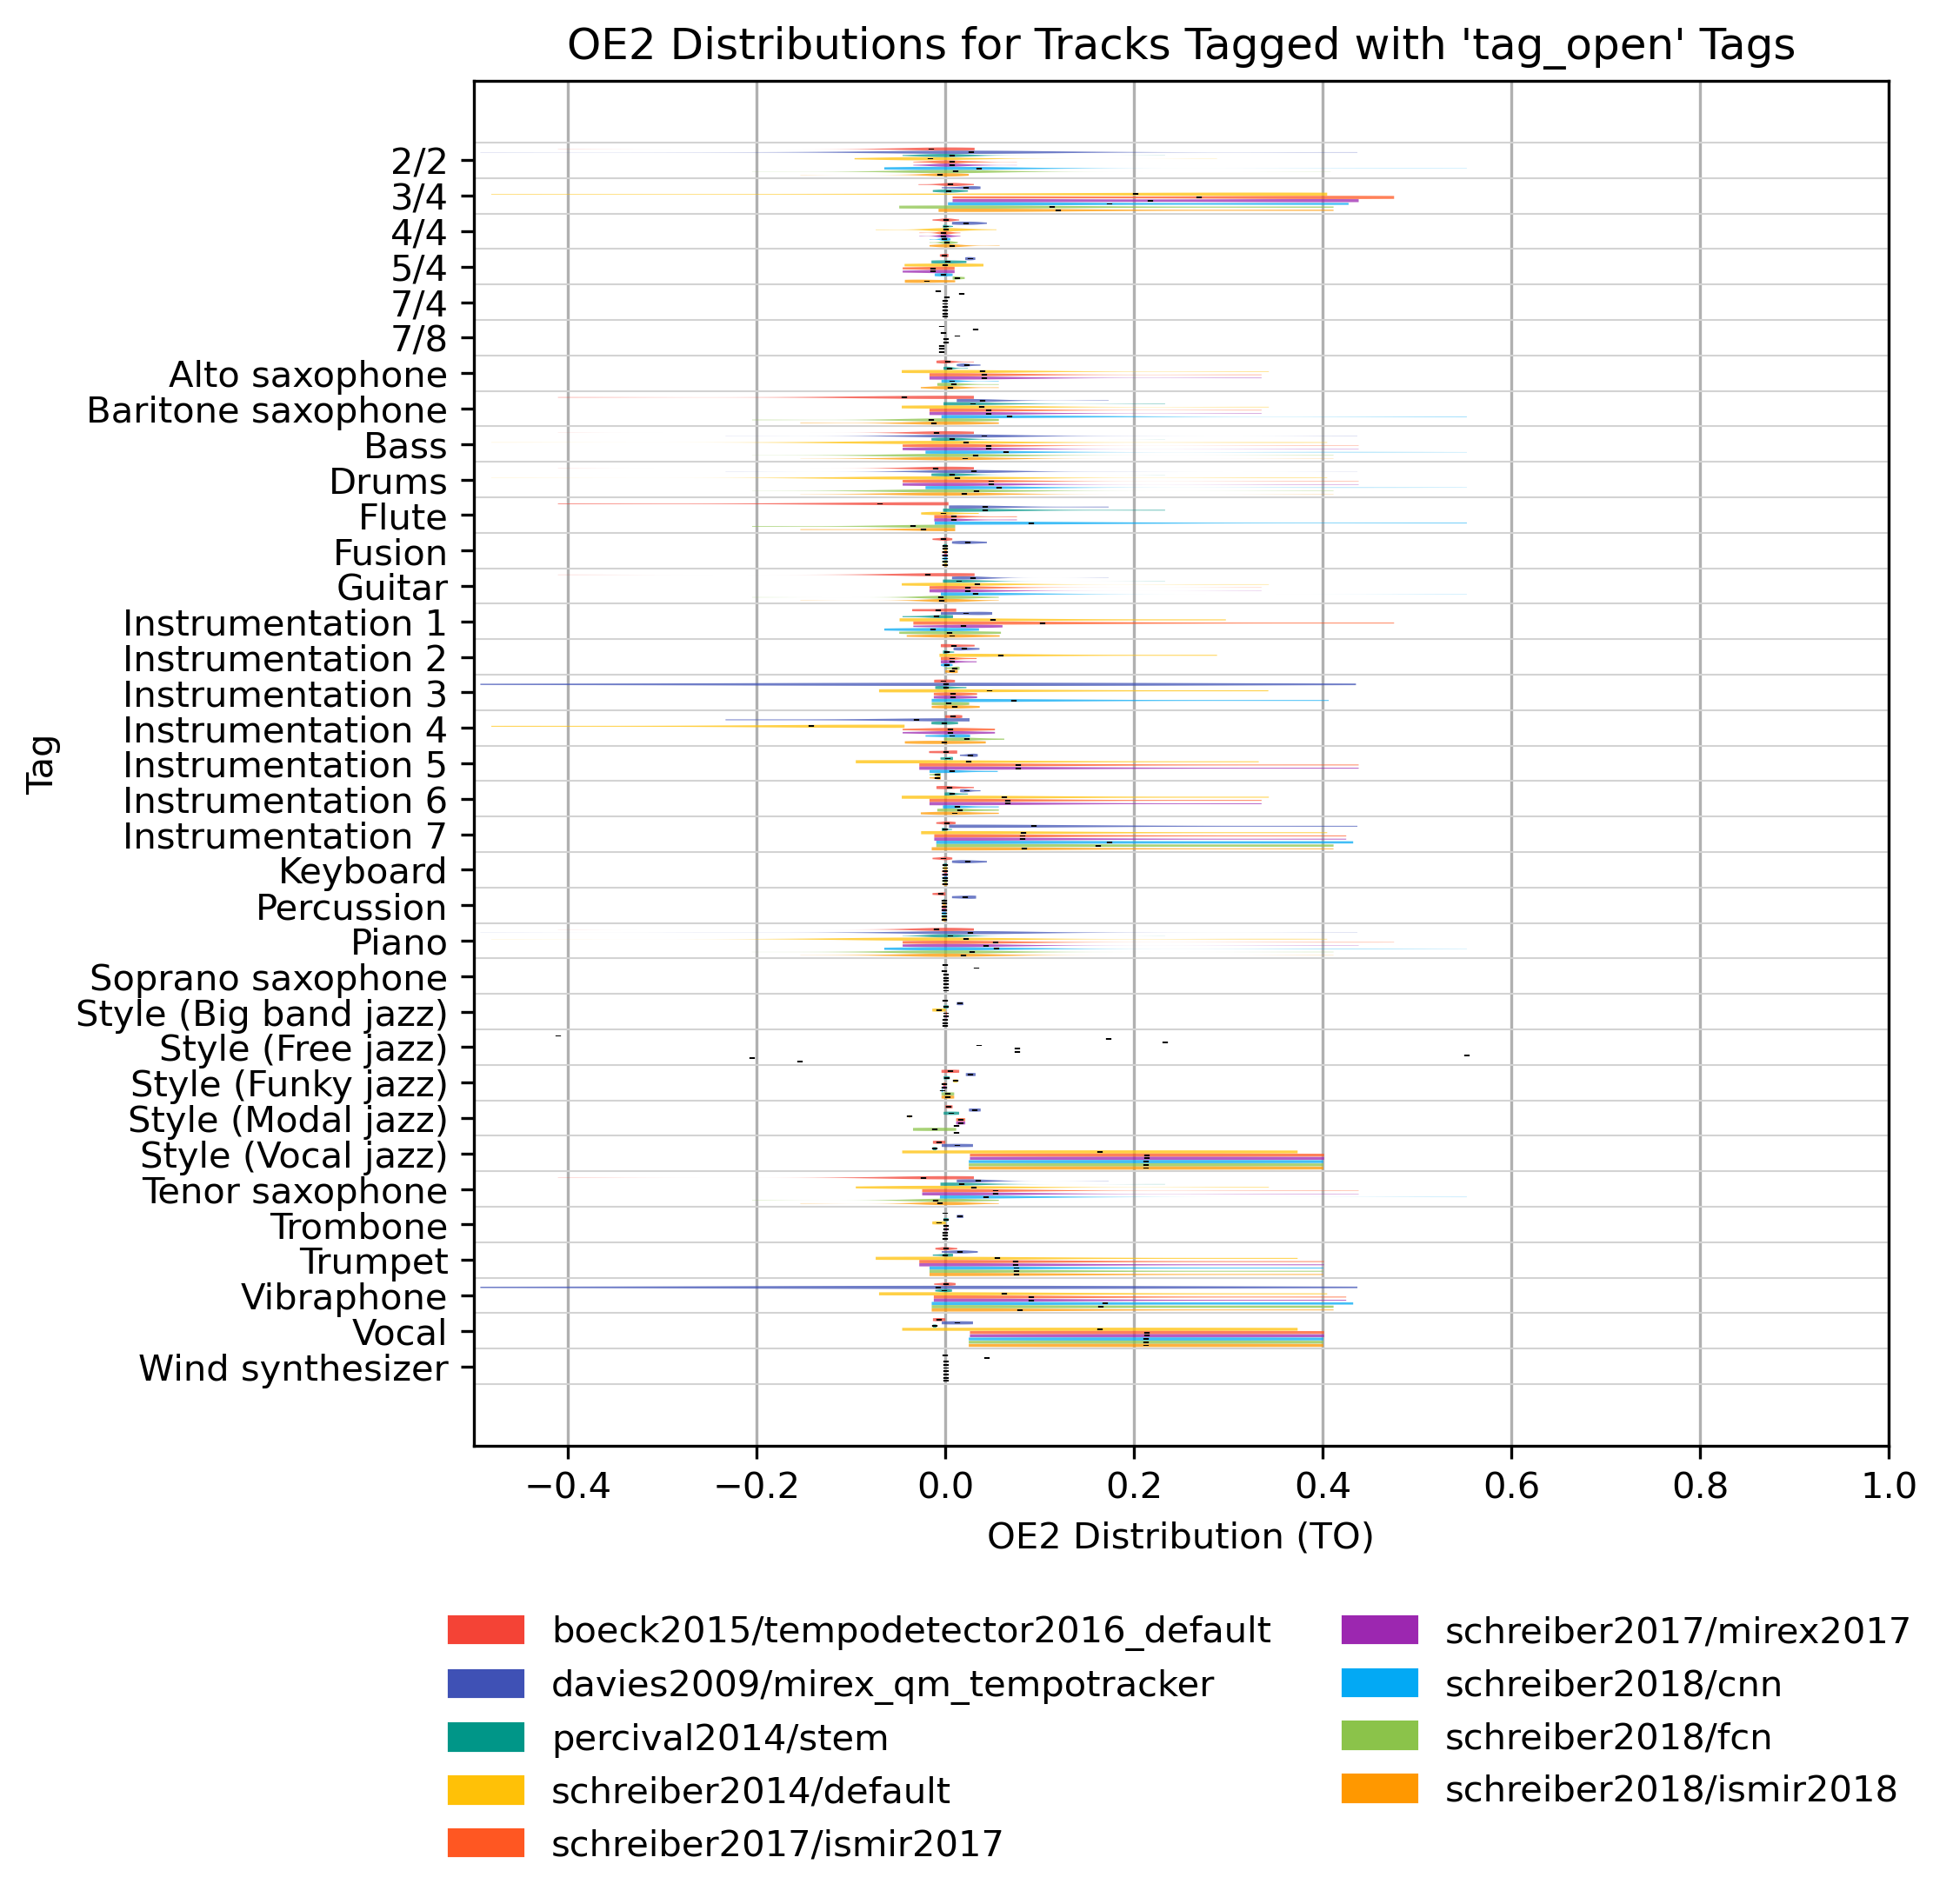 OE2 Distributions for Tracks Tagged with 'tag_open' Tags
2/2
3/4
4/4
5/4
7/4
7/8
Alto saxophone
Baritone saxophone
Bass
Drums
Flute
Fusion
Guitar
Instrumentation 1
Instrumentation 2
Instrumentation 3
Instrumentation 4
Instrumentation 5
Instrumentation 6
Instrumentation 7
Keyboard
Percussion
Piano
Soprano saxophone
Style (Big band jazz)
Style (Free jazz)
Style (Funky jazz)
Style (Modal jazz)
Style (Vocal jazz)
Tenor saxophone
Trombone
Trumpet
Vibraphone
Vocal
Wind synthesizer
Tag
−0.4 −0.2 0.0 0.2 0.4 0.6 0.8 1.0
OE2 Distribution (TO)
boeck2015/tempodetector2016_default
davies2009/mirex_qm_tempotracker
percival2014/stem
schreiber2014/default
schreiber2017/ismir2017
schreiber2017/mirex2017
schreiber2018/cnn
schreiber2018/fcn
schreiber2018/ismir2018